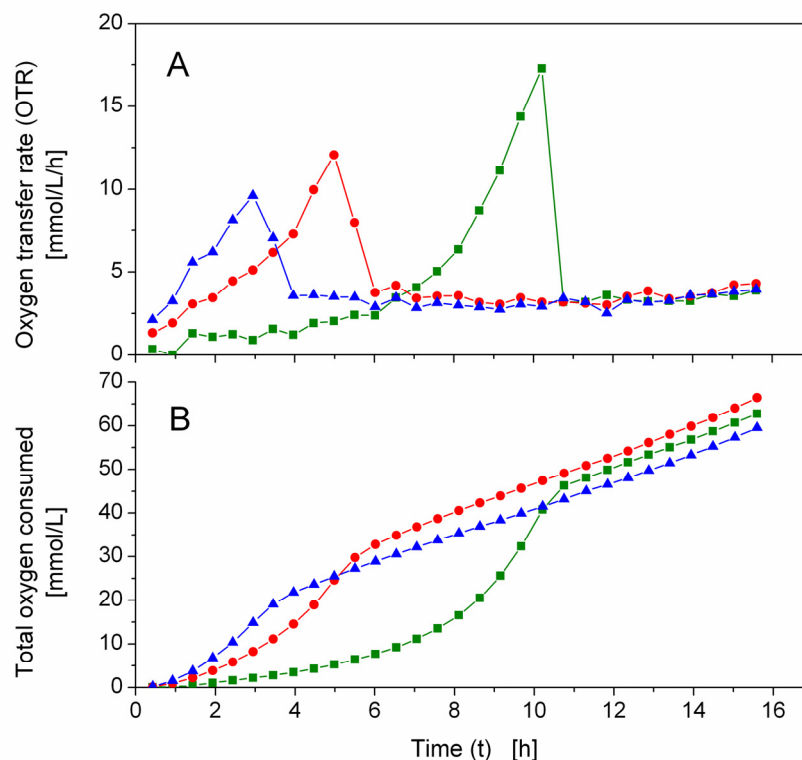 A
Oxygen transfer rate (OTR)
[mmol/L/h]
20
15
10
5
0
B
Total oxygen consumed
[mmol/L]
70
60
50
40
30
20
10
0
0 2 4 6 8 10 12 14 16
Time (t) [h]